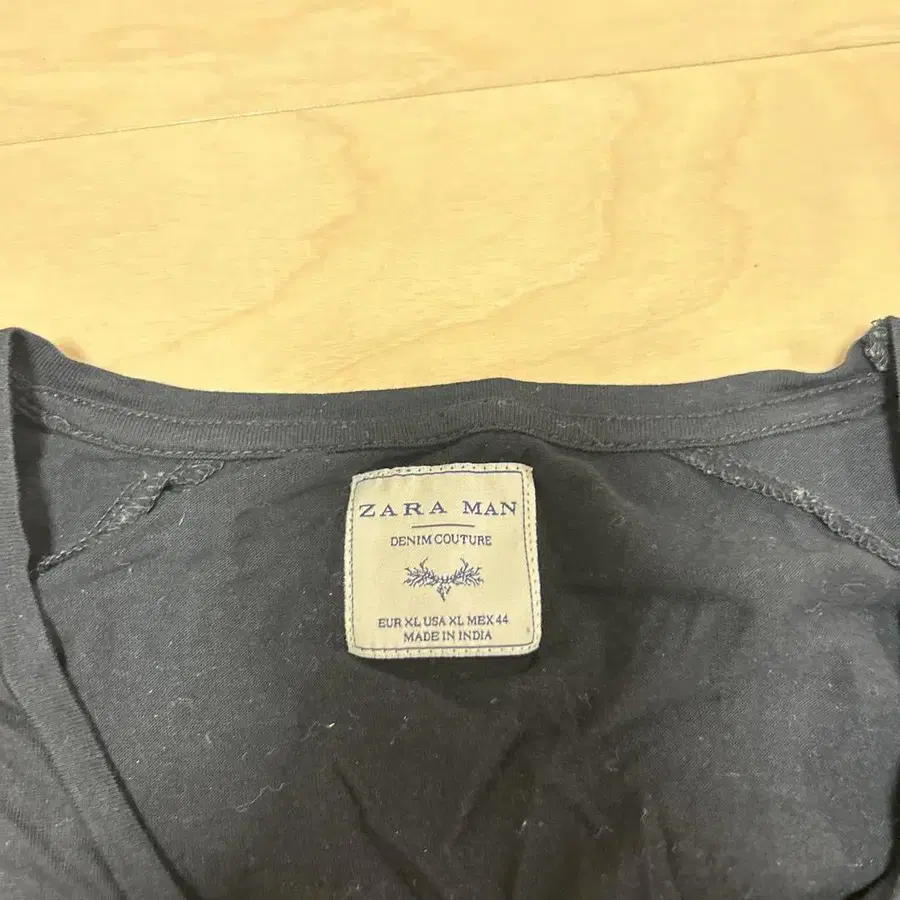 ZARA MAN
DENIM COUTURE
EUR XL USA XL MEX 44
MADE IN INDIA